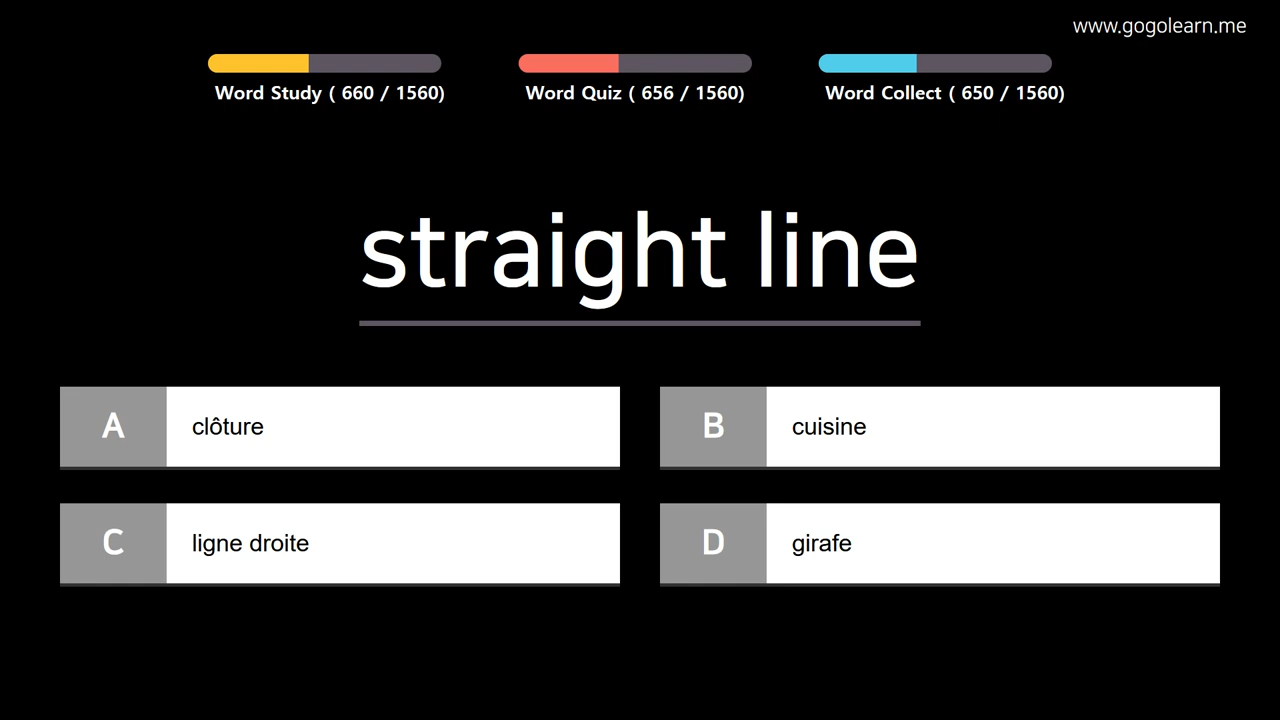 www.gogolearn.me
Word Study ( 660 / 1560)
Word Quiz ( 656 / 1560)
Word Collect ( 650 / 1560)
straight line
A clôture
B cuisine
C ligne droite
D girafe